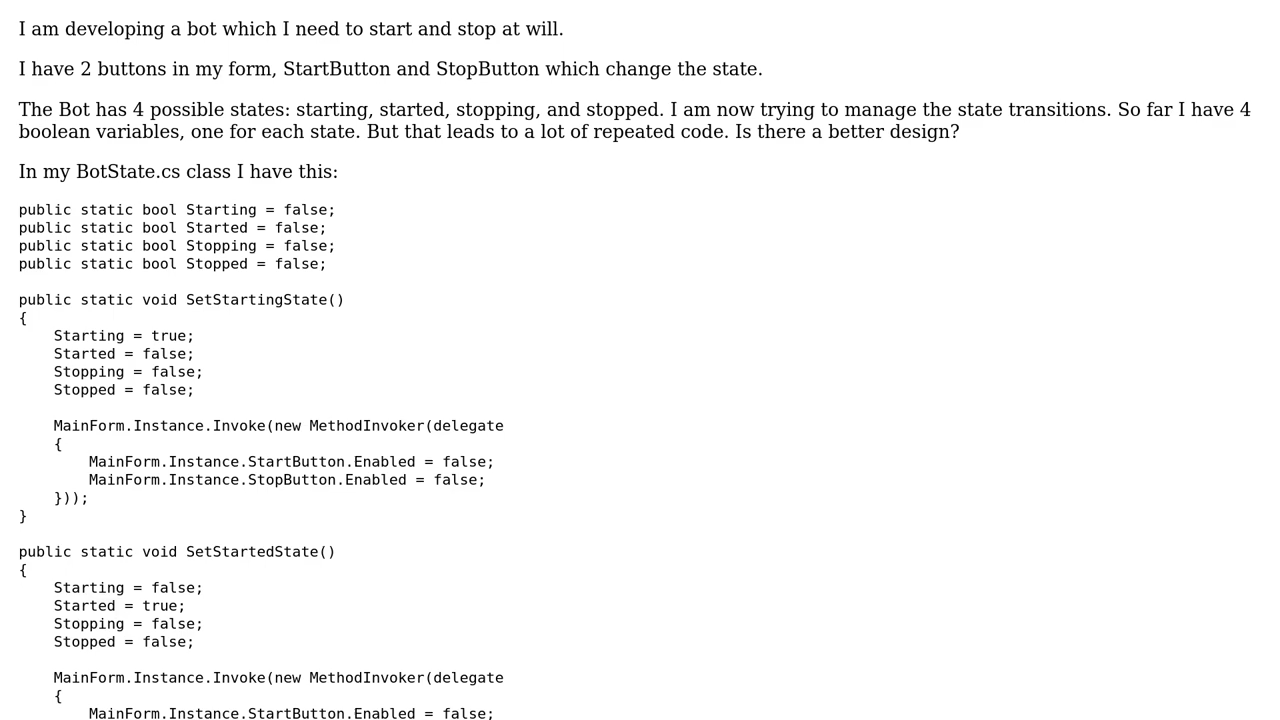 I am developing a bot which I need to start and stop at will.
I have 2 buttons in my form, StartButton and StopButton which change the state.
The Bot has 4 possible states: starting, started, stopping, and stopped. I am now trying to manage the state transitions. So far I have 4
boolean variables, one for each state. But that leads to a lot of repeated code. Is there a better design?
In my BotState.cs class I have this:
public static bool Starting = false;
public static bool Started = false;
public static bool Stopping = false;
public static bool Stopped = false;
public static void SetStartingState()
{
    Starting = true;
    Started = false;
    Stopping = false;
    Stopped = false;
    MainForm.Instance.Invoke(new MethodInvoker(delegate
    {
        MainForm.Instance.StartButton.Enabled = false;
        MainForm.Instance.StopButton.Enabled = false;
    }));
}
public static void SetStartedState()
{
    Starting = false;
    Started = true;
    Stopping = false;
    Stopped = false;
    MainForm.Instance.Invoke(new MethodInvoker(delegate
    {
        MainForm.Instance.StartButton.Enabled = false;